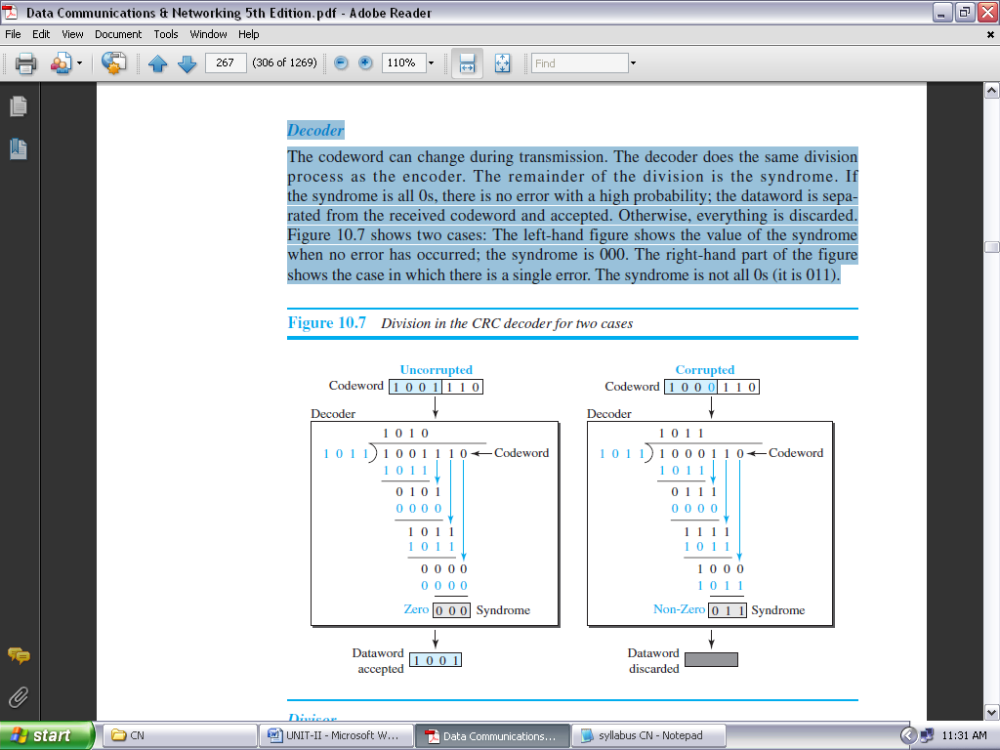 Data Communications & Networking 5th Edition.pdf - Adobe Reader
File Edit View Document Tools Window Help
267 (306 of 1269) 110% Find
Decoder
The codeword can change during transmission. The decoder does the same division
process as the encoder. The remainder of the division is the syndrome. If
the syndrome is all 0s, there is no error with a high probability; the dataword is sepa-
rated from the received codeword and accepted. Otherwise, everything is discarded.
Figure 10.7 shows two cases: The left-hand figure shows the value of the syndrome
when no error has occurred; the syndrome is 000. The right-hand part of the figure
shows the case in which there is a single error. The syndrome is not all 0s (it is 011).
Figure 10.7 Division in the CRC decoder for two cases
Uncorrupted
Codeword 1 0 0 1 1 1 0
Decoder
1 0 1 0
1 0 1 1 ) 1 0 0 1 1 1 0 Codeword
1 0 1 1
0 1 0 1
0 0 0 0
1 0 1 1
1 0 1 1
0 0 0 0
0 0 0 0
Zero 0 0 0 Syndrome
Dataword
accepted 1 0 0 1
Corrupted
Codeword 1 0 0 0 1 1 0
Decoder
1 0 1 1
1 0 1 1 ) 1 0 0 0 1 1 0 Codeword
1 0 1 1
0 1 1 1
0 0 0 0
1 1 1 1
1 0 1 1
1 0 0 0
1 0 1 1
Non-Zero 0 1 1 Syndrome
Dataword
discarded
Divisor
start CN UNIT-II - Microsoft W... Data Communications... syllabus CN - Notepad 11:31 AM